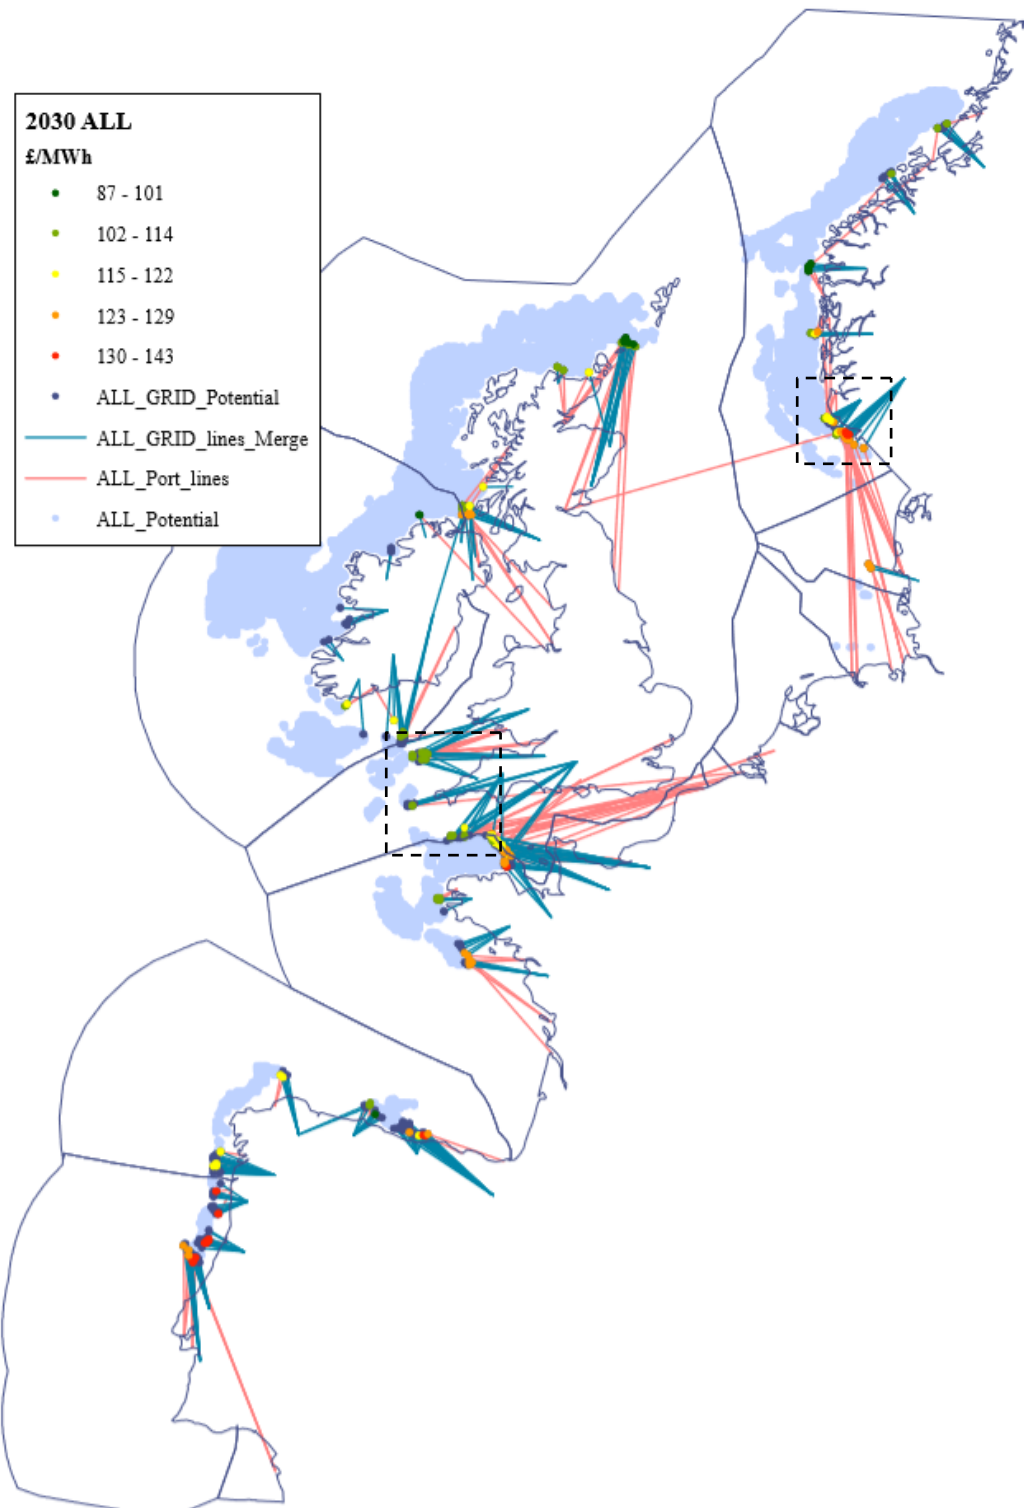 2030 ALL
£/MWh
87 - 101
102 - 114
115 - 122
123 - 129
130 - 143
ALL_GRID_Potential
ALL_GRID_lines_Merge
ALL_Port_lines
ALL_Potential